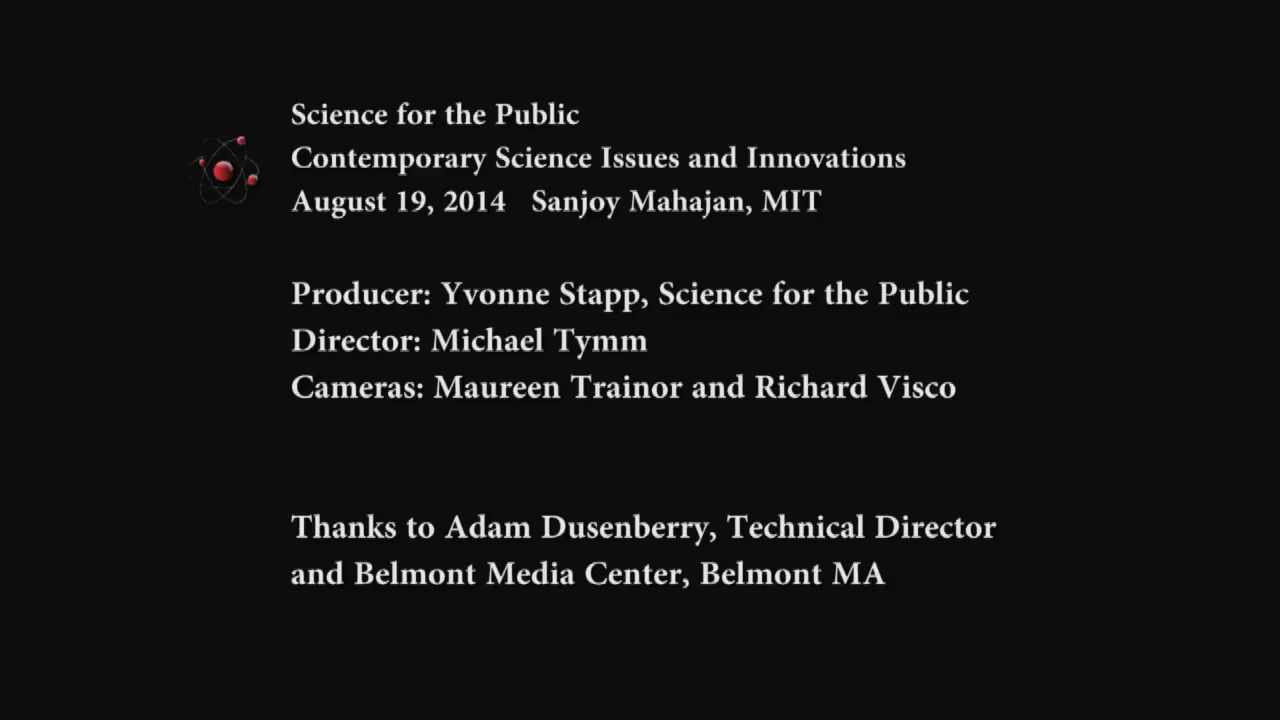 Science for the Public
Contemporary Science Issues and Innovations
August 19, 2014 Sanjoy Mahajan, MIT
Producer: Yvonne Stapp, Science for the Public
Director: Michael Tymm
Cameras: Maureen Trainor and Richard Visco
Thanks to Adam Dusenberry, Technical Director
and Belmont Media Center, Belmont MA